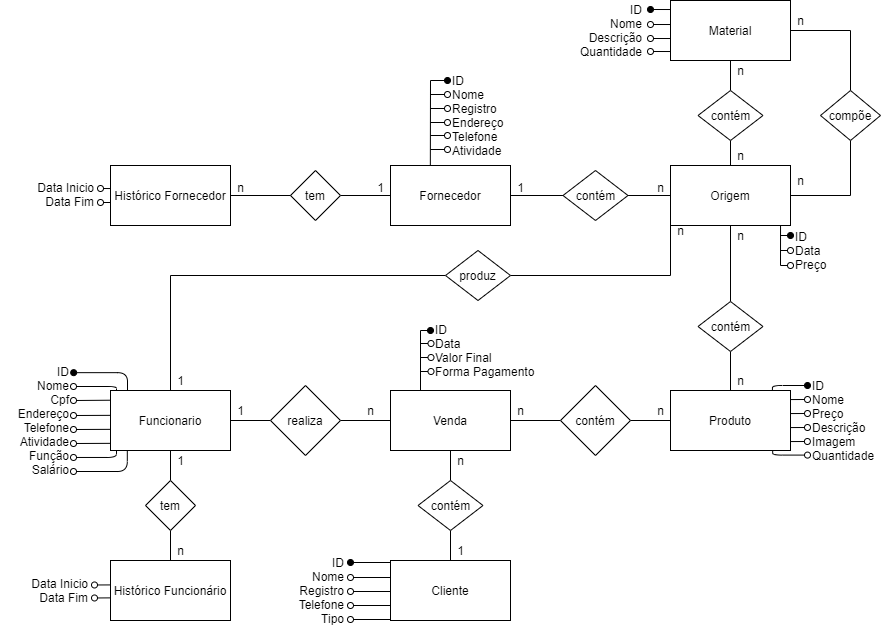 ID
Nome
Descrição
Quantidade
Material
n
n
contém
compõe
n
ID
Nome
Registro
Endereço
Telefone
Atividade
Data Inicio
Data Fim
Histórico Fornecedor
n
tem
1
Fornecedor
1
contém
n
Origem
n
n
n
ID
Data
Preço
produz
contém
ID
Data
Valor Final
Forma Pagamento
1
n
ID
Nome
Cpf
Endereço
Telefone
Atividade
Função
Salário
Funcionario
1
realiza
n
Venda
n
contém
n
Produto
ID
Nome
Preço
Descrição
Imagem
Quantidade
1
n
tem
contém
n
1
Data Inicio
Data Fim
Histórico Funcionário
ID
Nome
Registro
Telefone
Tipo
Cliente